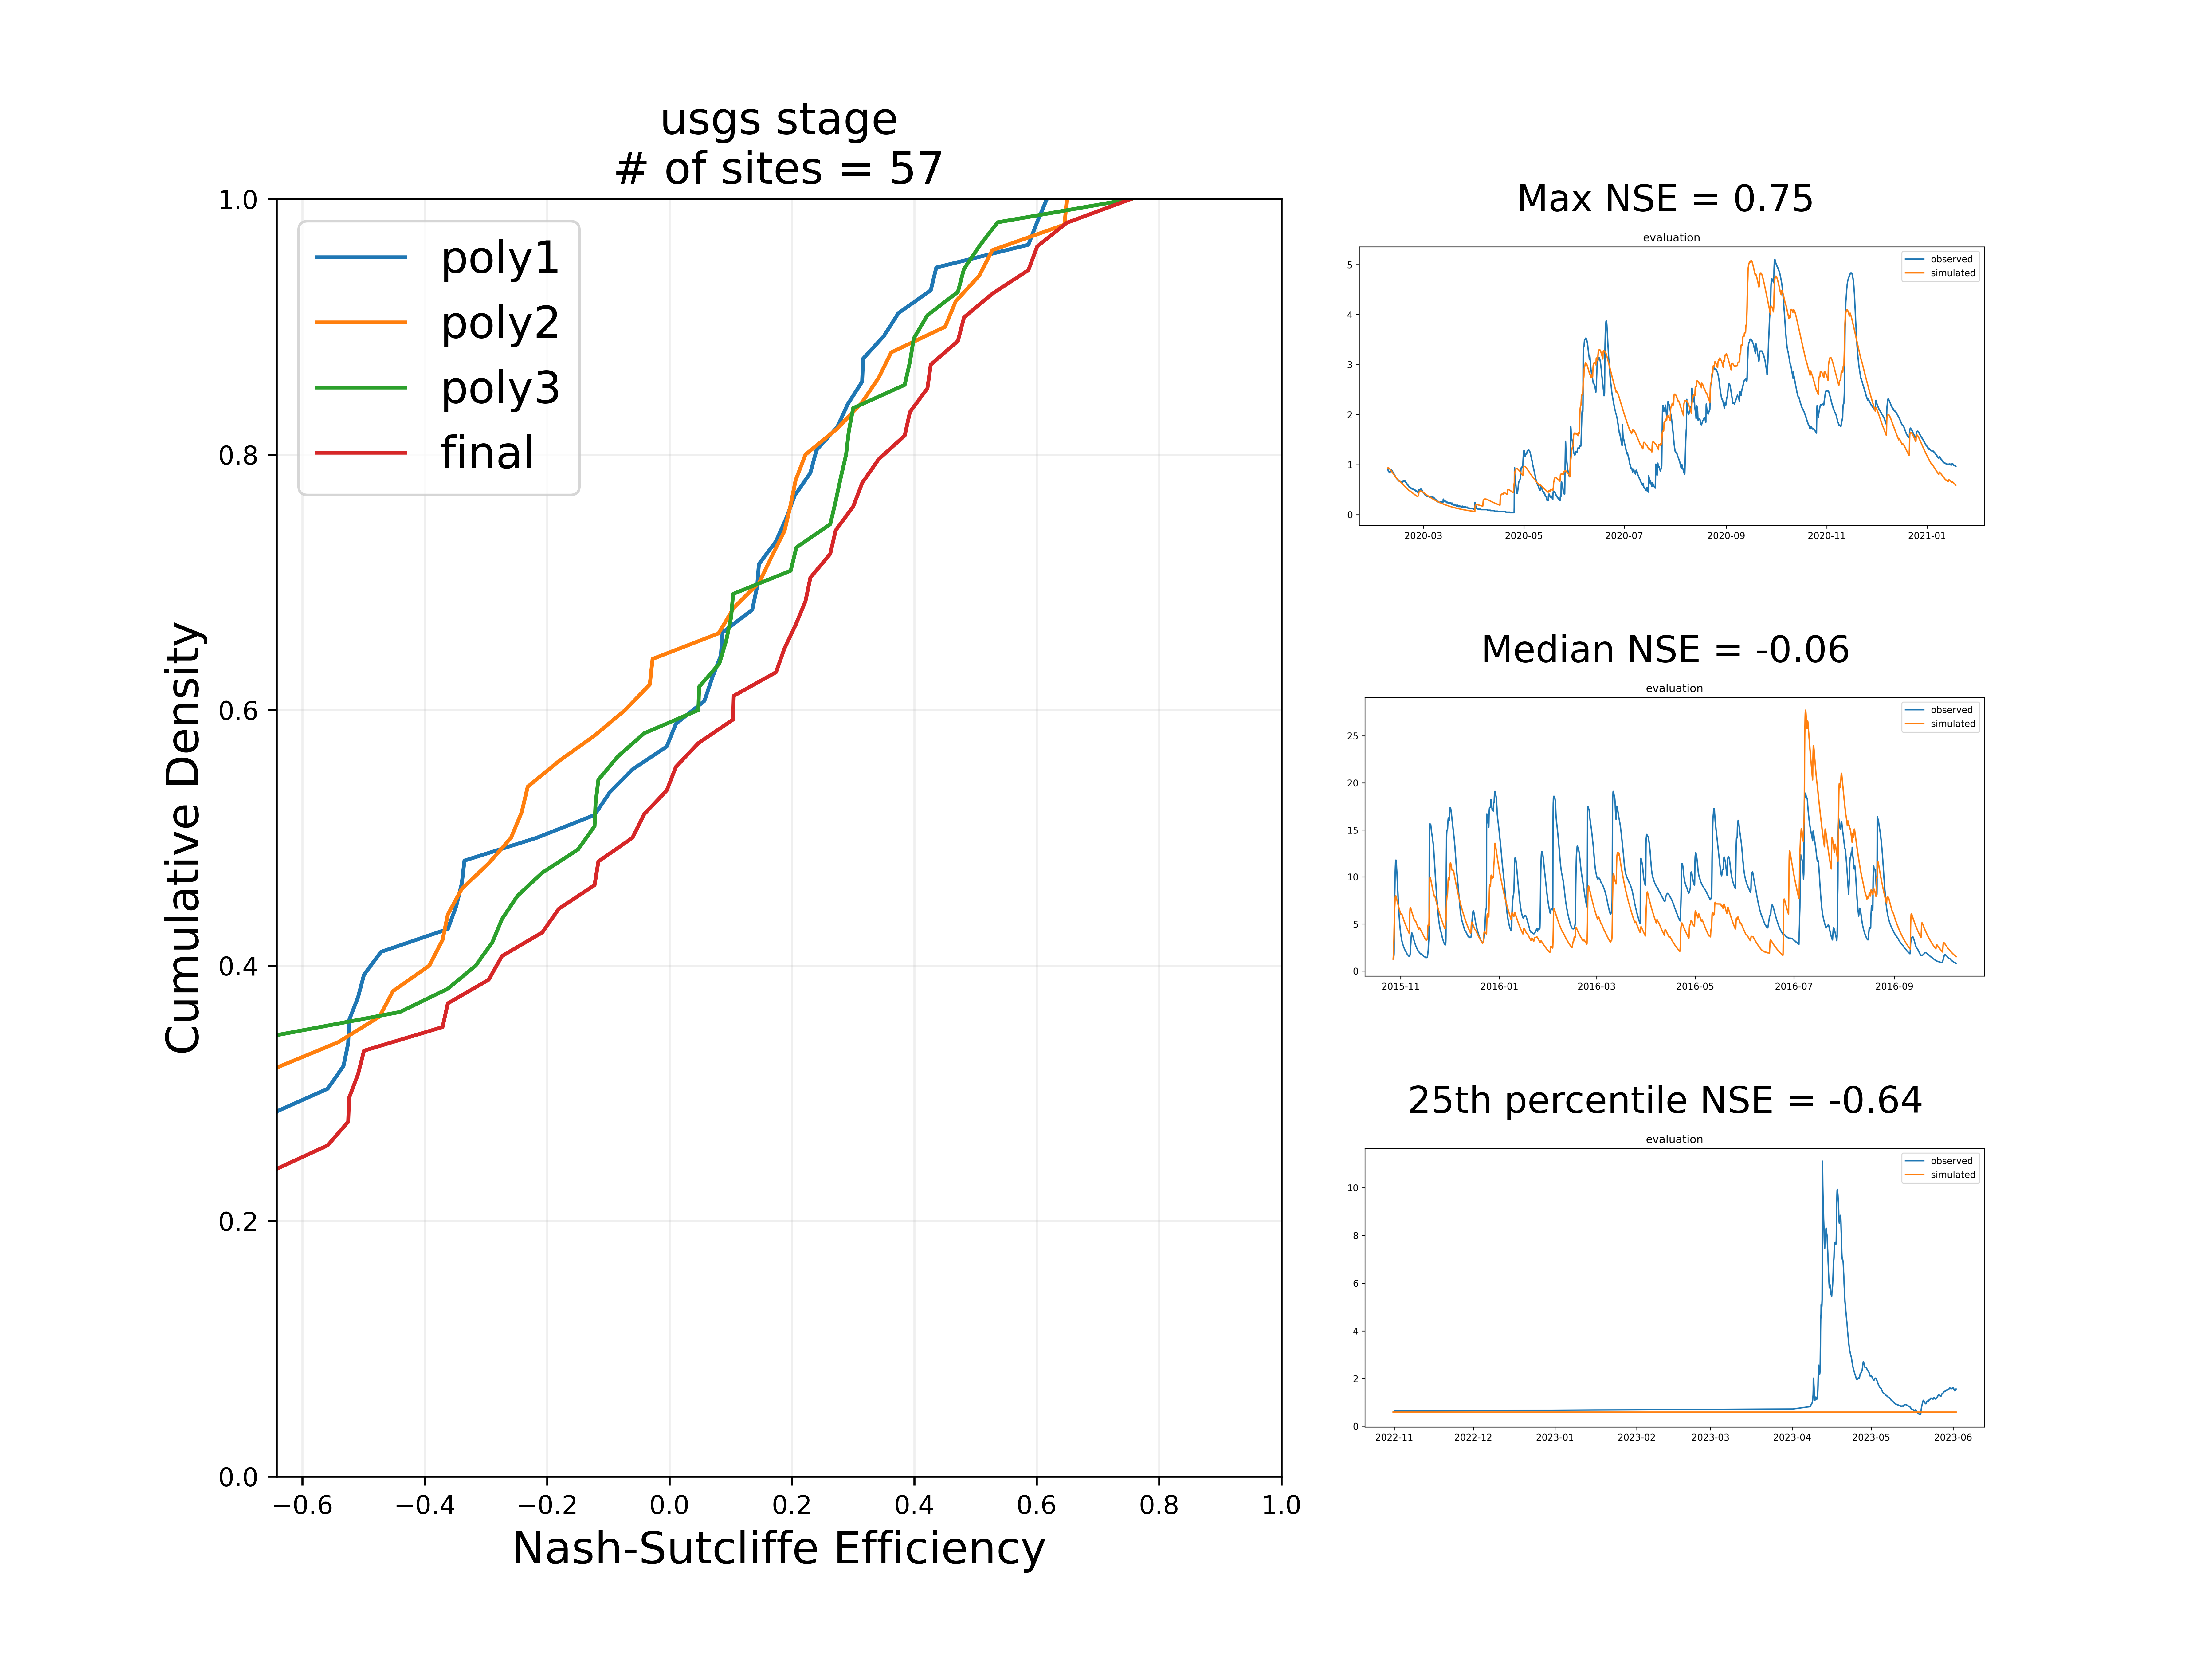 usgs stage
# of sites = 57
1.0
0.8
0.6
0.4
0.2
0.0
Cumulative Density
poly1
poly2
poly3
final
−0.6 −0.4 −0.2 0.0 0.2 0.4 0.6 0.8 1.0
Nash-Sutcliffe Efficiency
Max NSE = 0.75
evaluation
observed
simulated
5
4
3
2
1
0
2020-03 2020-05 2020-07 2020-09 2020-11 2021-01
Median NSE = -0.06
evaluation
observed
simulated
25
20
15
10
5
0
2015-11 2016-01 2016-03 2016-05 2016-07 2016-09
25th percentile NSE = -0.64
evaluation
observed
simulated
10
8
6
4
2
0
2022-11 2022-12 2023-01 2023-02 2023-03 2023-04 2023-05 2023-06